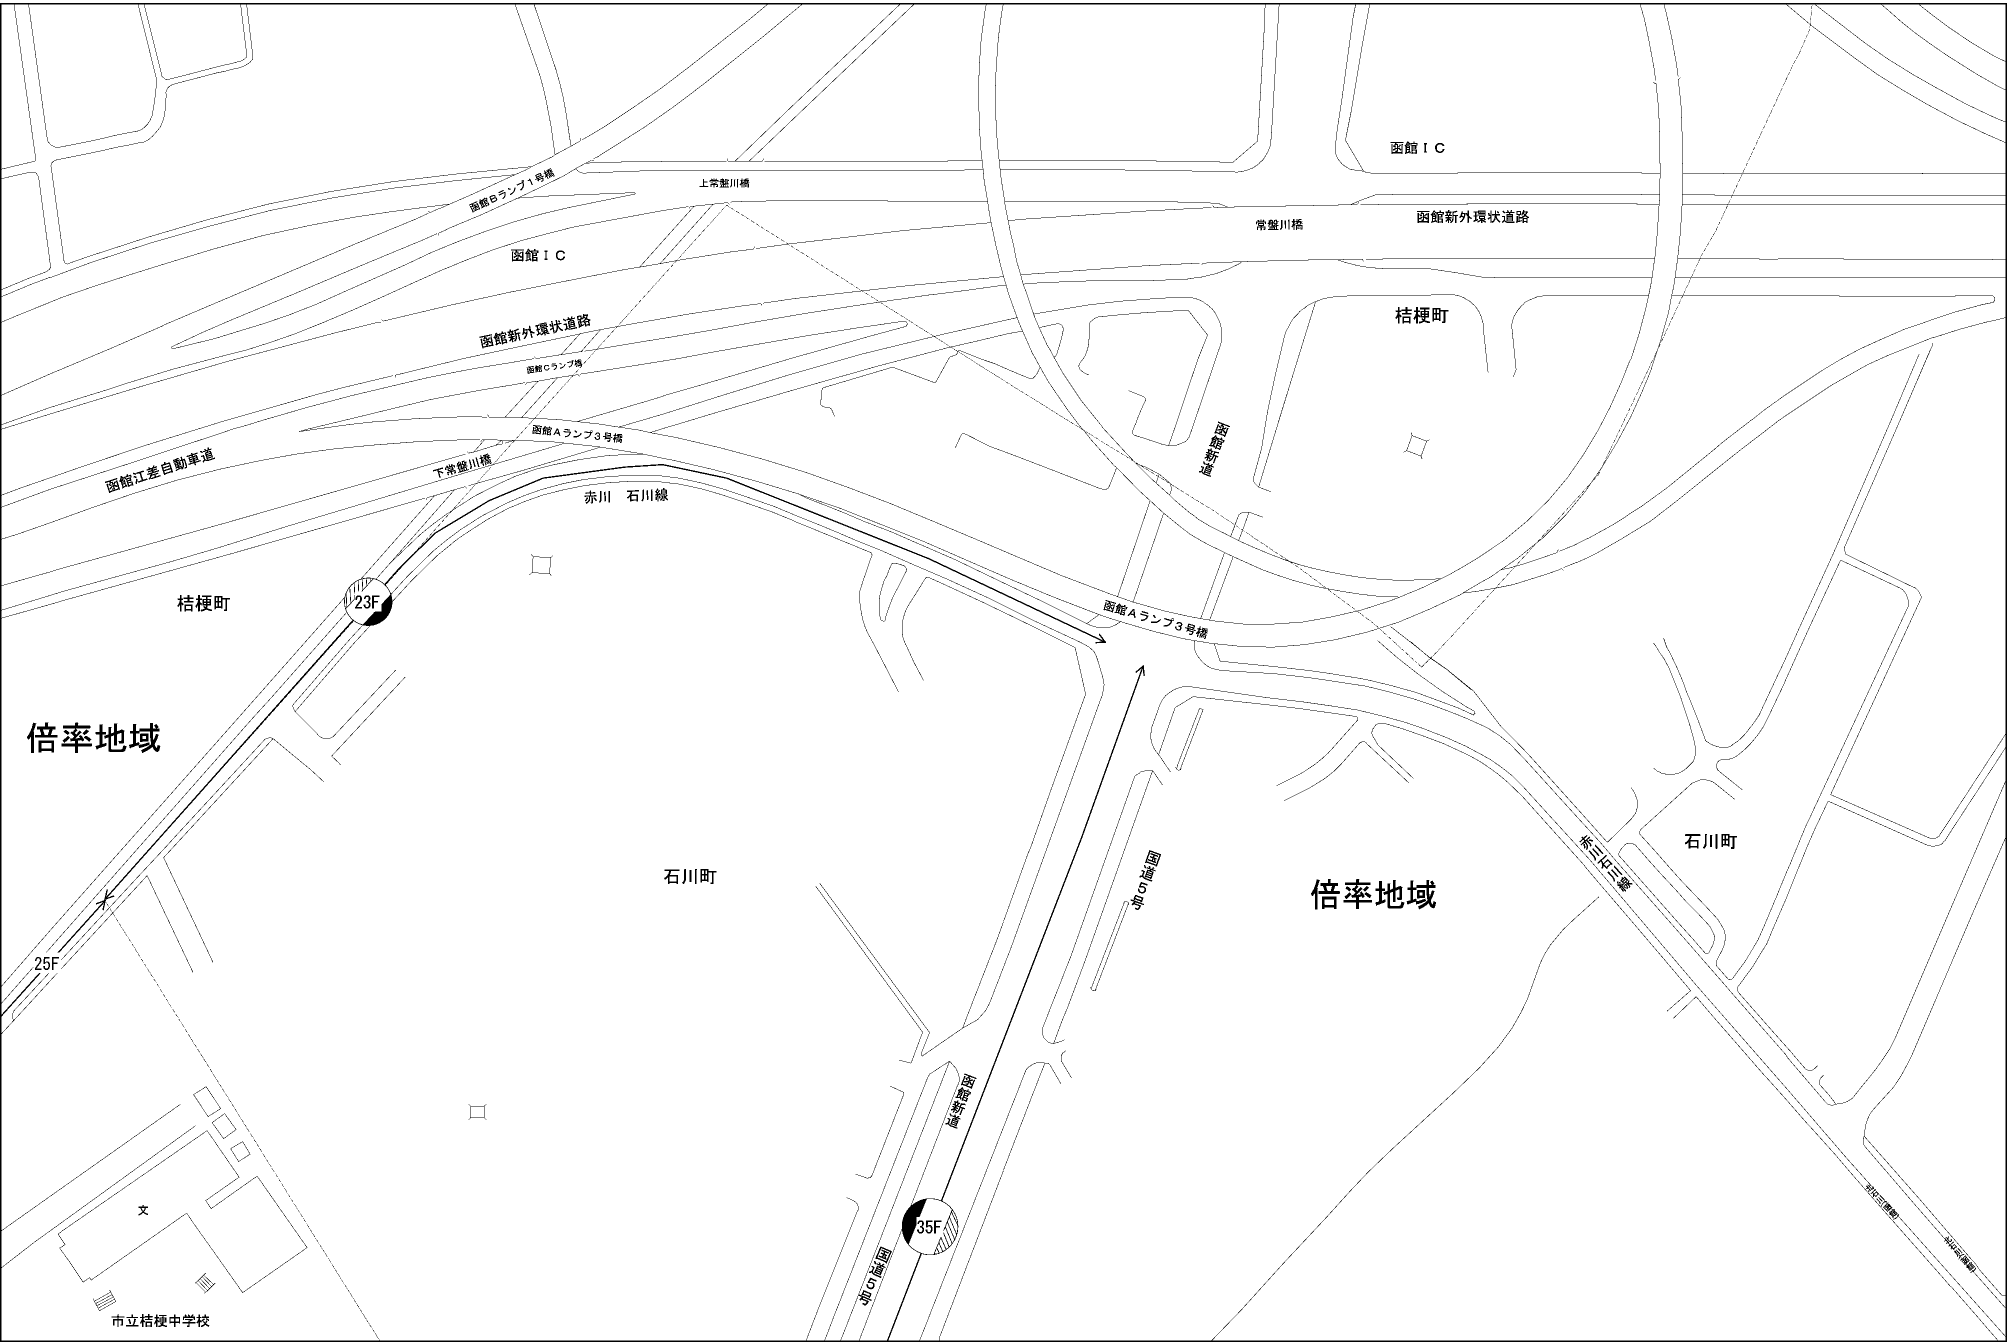 函館ＩＣ
函館Ｂランプ１号橋
上常盤川橋
函館新外環状道路
常盤川橋
函館ＩＣ
桔梗町
函館新外環状道路
函館Ｃランプ橋
函館新道
函館Ａランプ３号橋
函館江差自動車道
下常盤川橋
赤川　石川線
桔梗町
23F
函館Ａランプ３号橋
倍率地域
石川町
赤川石川線
石川町
国道５号
倍率地域
25F
函館新道
文
35F
国道５号
市立桔梗中学校